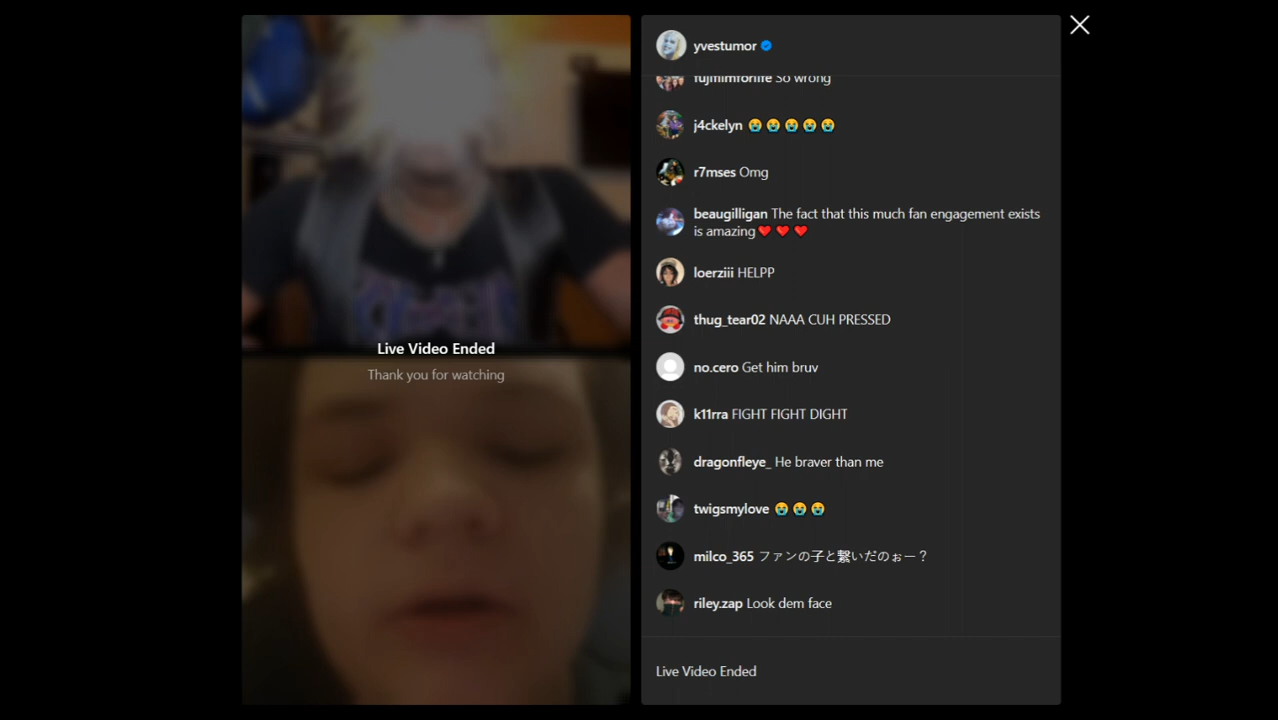 yvestumor
fujmimforlife So wrong
j4ckelyn 😭😭😭😭😭
r7mses Omg
beaugilligan The fact that this much fan engagement exists
is amazing❤️❤️❤️
loerziii HELPP
thug_tear02 NAAA CUH PRESSED
no.cero Get him bruv
k11rra FIGHT FIGHT DIGHT
dragonfleye_ He braver than me
twigsmylove 😭😭😭
milco_365 ファンの子と繋いだのぉー？
riley.zap Look dem face
Live Video Ended
Live Video Ended
Thank you for watching